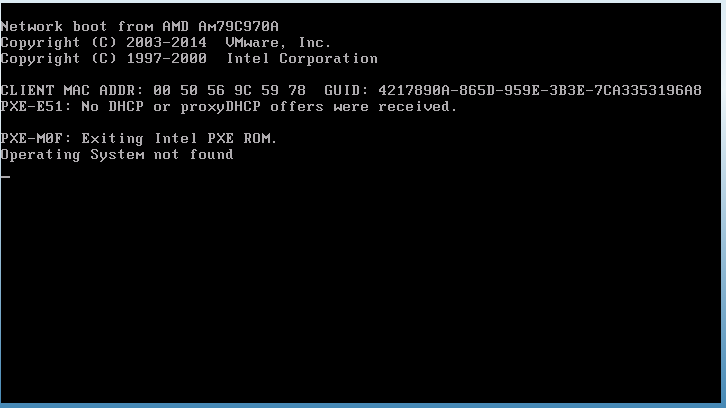 Network boot from AMD Am79C970A
Copyright (C) 2003-2014  VMware, Inc.
Copyright (C) 1997-2000  Intel Corporation
CLIENT MAC ADDR: 00 50 56 9C 59 78  GUID: 4217890A-865D-959E-3B3E-7CA3353196A8
PXE-E51: No DHCP or proxyDHCP offers were received.
PXE-M0F: Exiting Intel PXE ROM.
Operating System not found